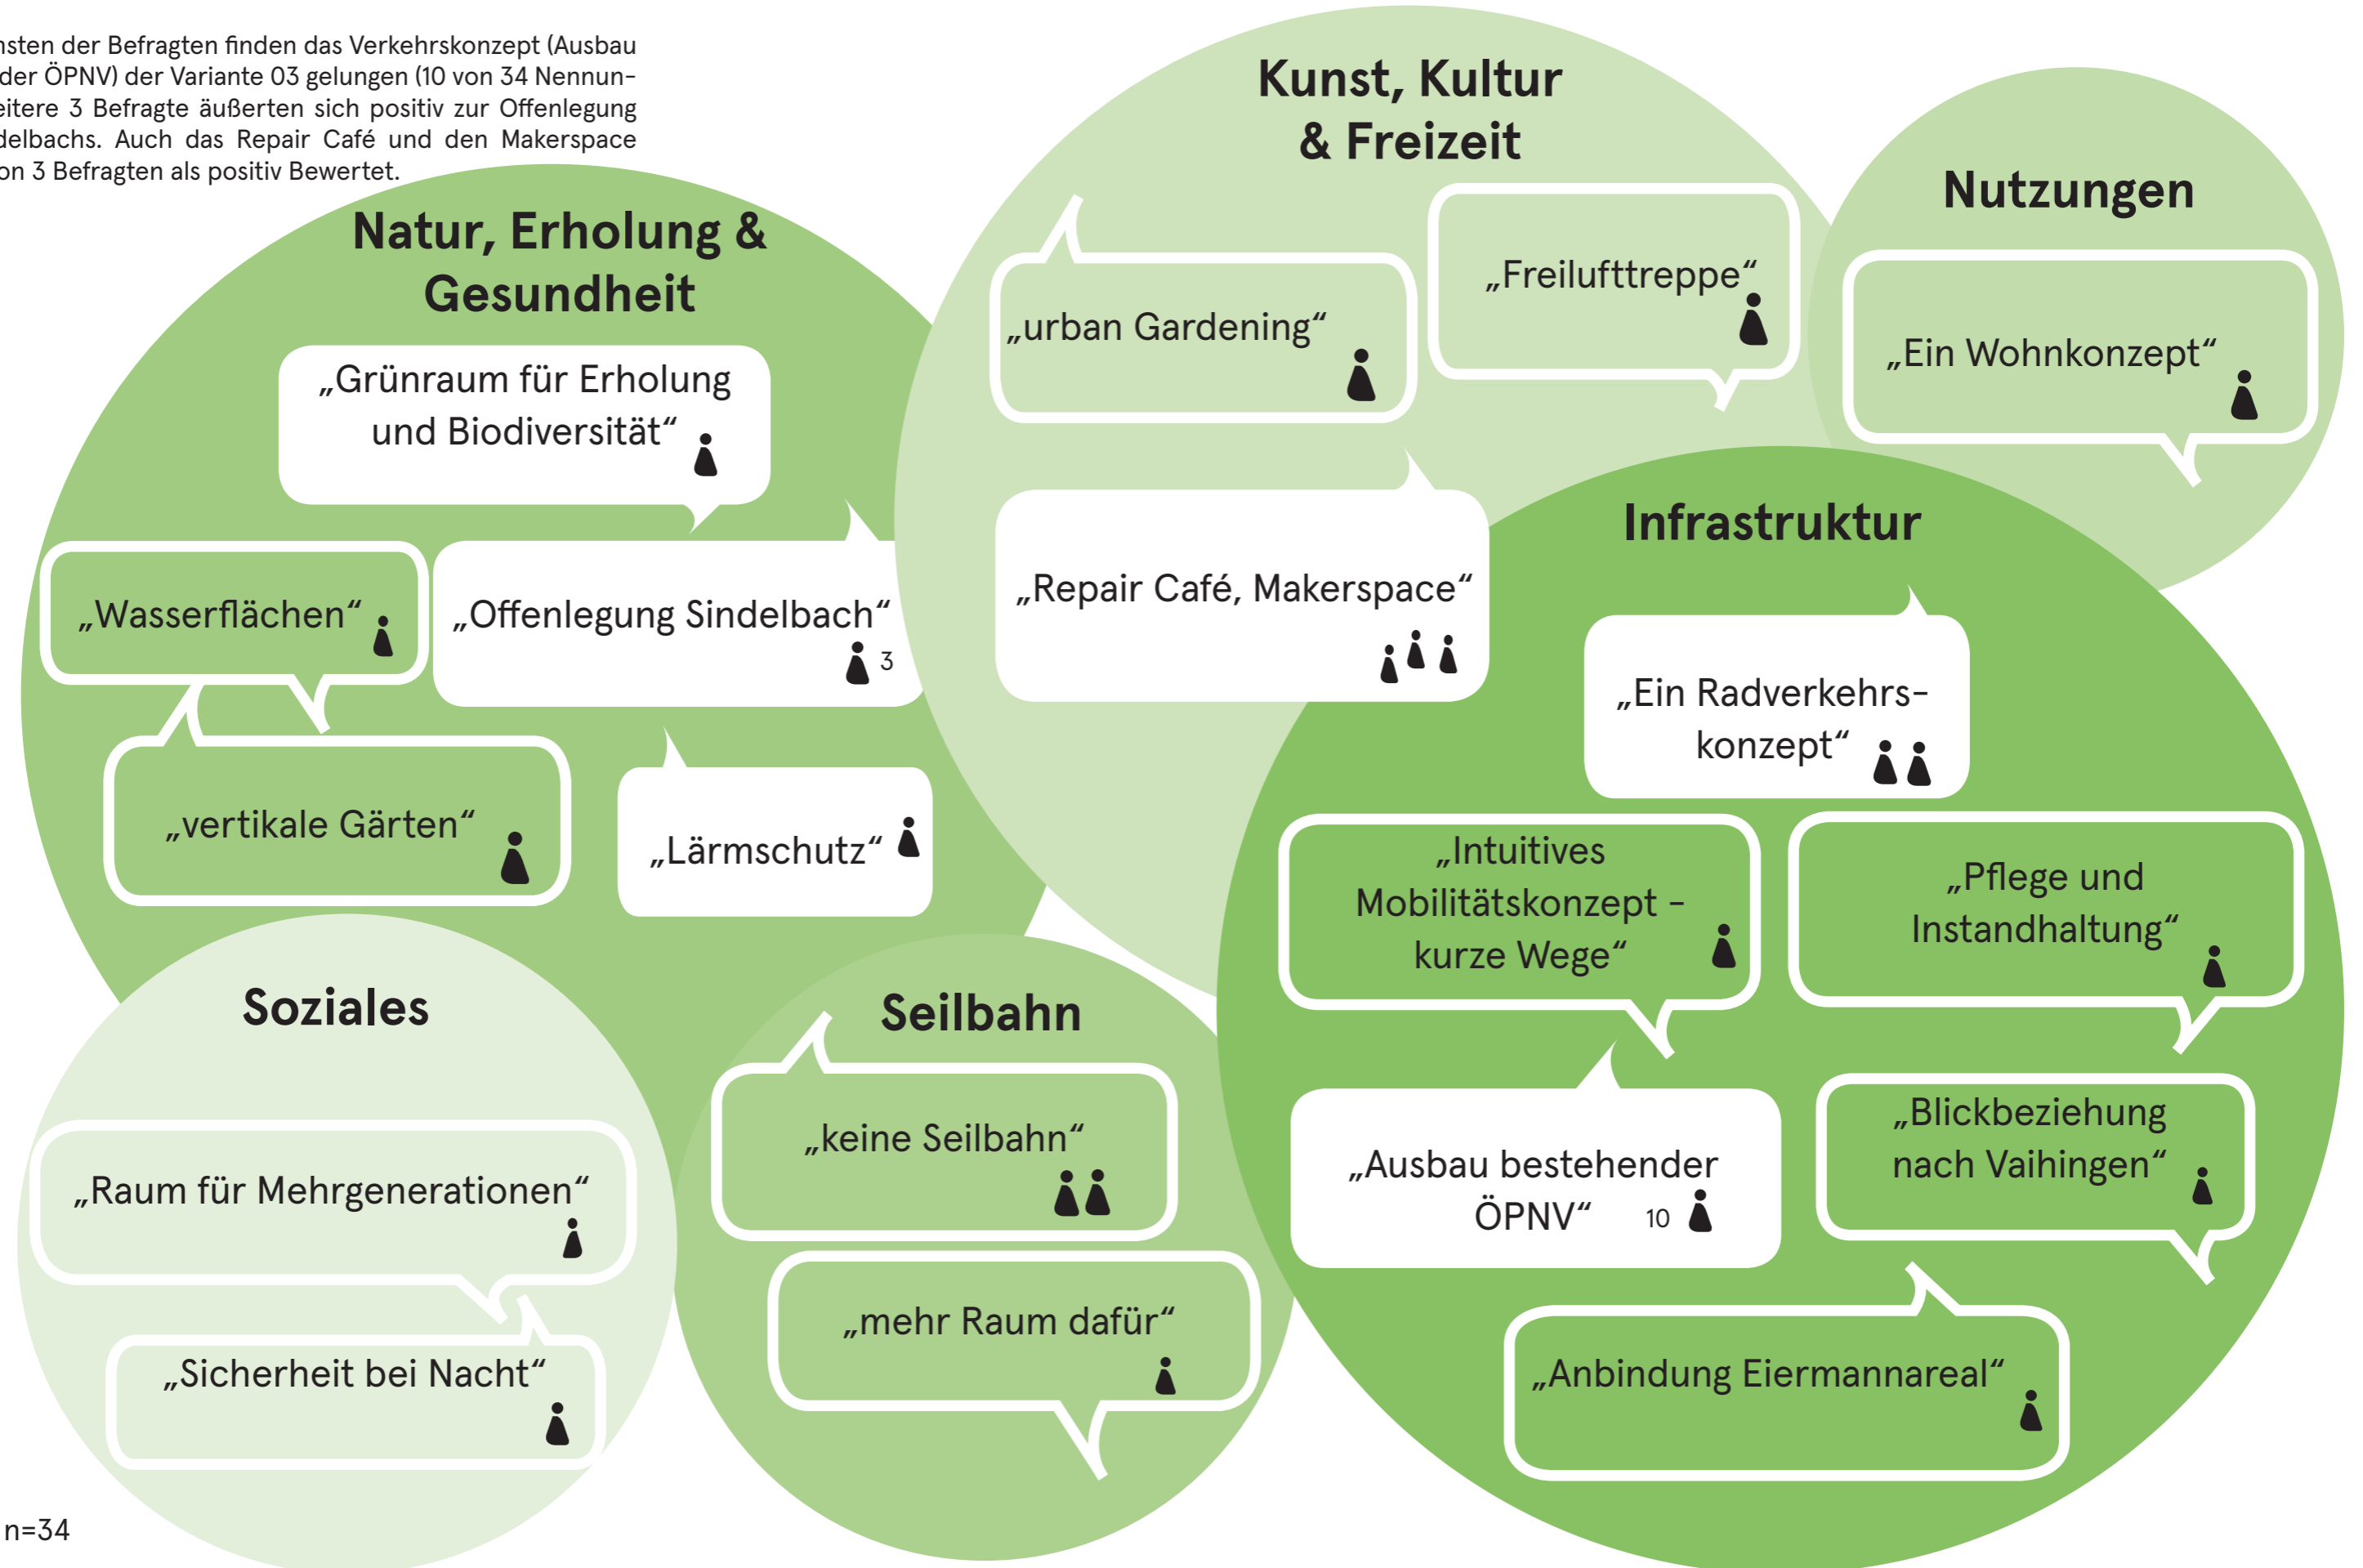 nsten der Befragten finden das Verkehrskonzept (Ausbau
der ÖPNV) der Variante 03 gelungen (10 von 34 Nennun-
eitere 3 Befragte äußerten sich positiv zur Offenlegung
delbachs. Auch das Repair Café und den Makerspace
on 3 Befragten als positiv Bewertet.
Natur, Erholung &
Gesundheit
„Grünraum für Erholung
und Biodiversität“
„Wasserflächen“
„Offenlegung Sindelbach“
3
„vertikale Gärten“
„Lärmschutz“
Kunst, Kultur
& Freizeit
„urban Gardening“
„Freilufttreppe“
„Repair Café, Makerspace“
Nutzungen
„Ein Wohnkonzept“
Infrastruktur
„Ein Radverkehrs-
konzept“
„Intuitives
Mobilitätskonzept -
kurze Wege“
„Pflege und
Instandhaltung“
„Ausbau bestehender
ÖPNV“ 10
„Blickbeziehung
nach Vaihingen“
„Anbindung Eiermannareal“
Soziales
„Raum für Mehrgenerationen“
„Sicherheit bei Nacht“
Seilbahn
„keine Seilbahn“
„mehr Raum dafür“
n=34